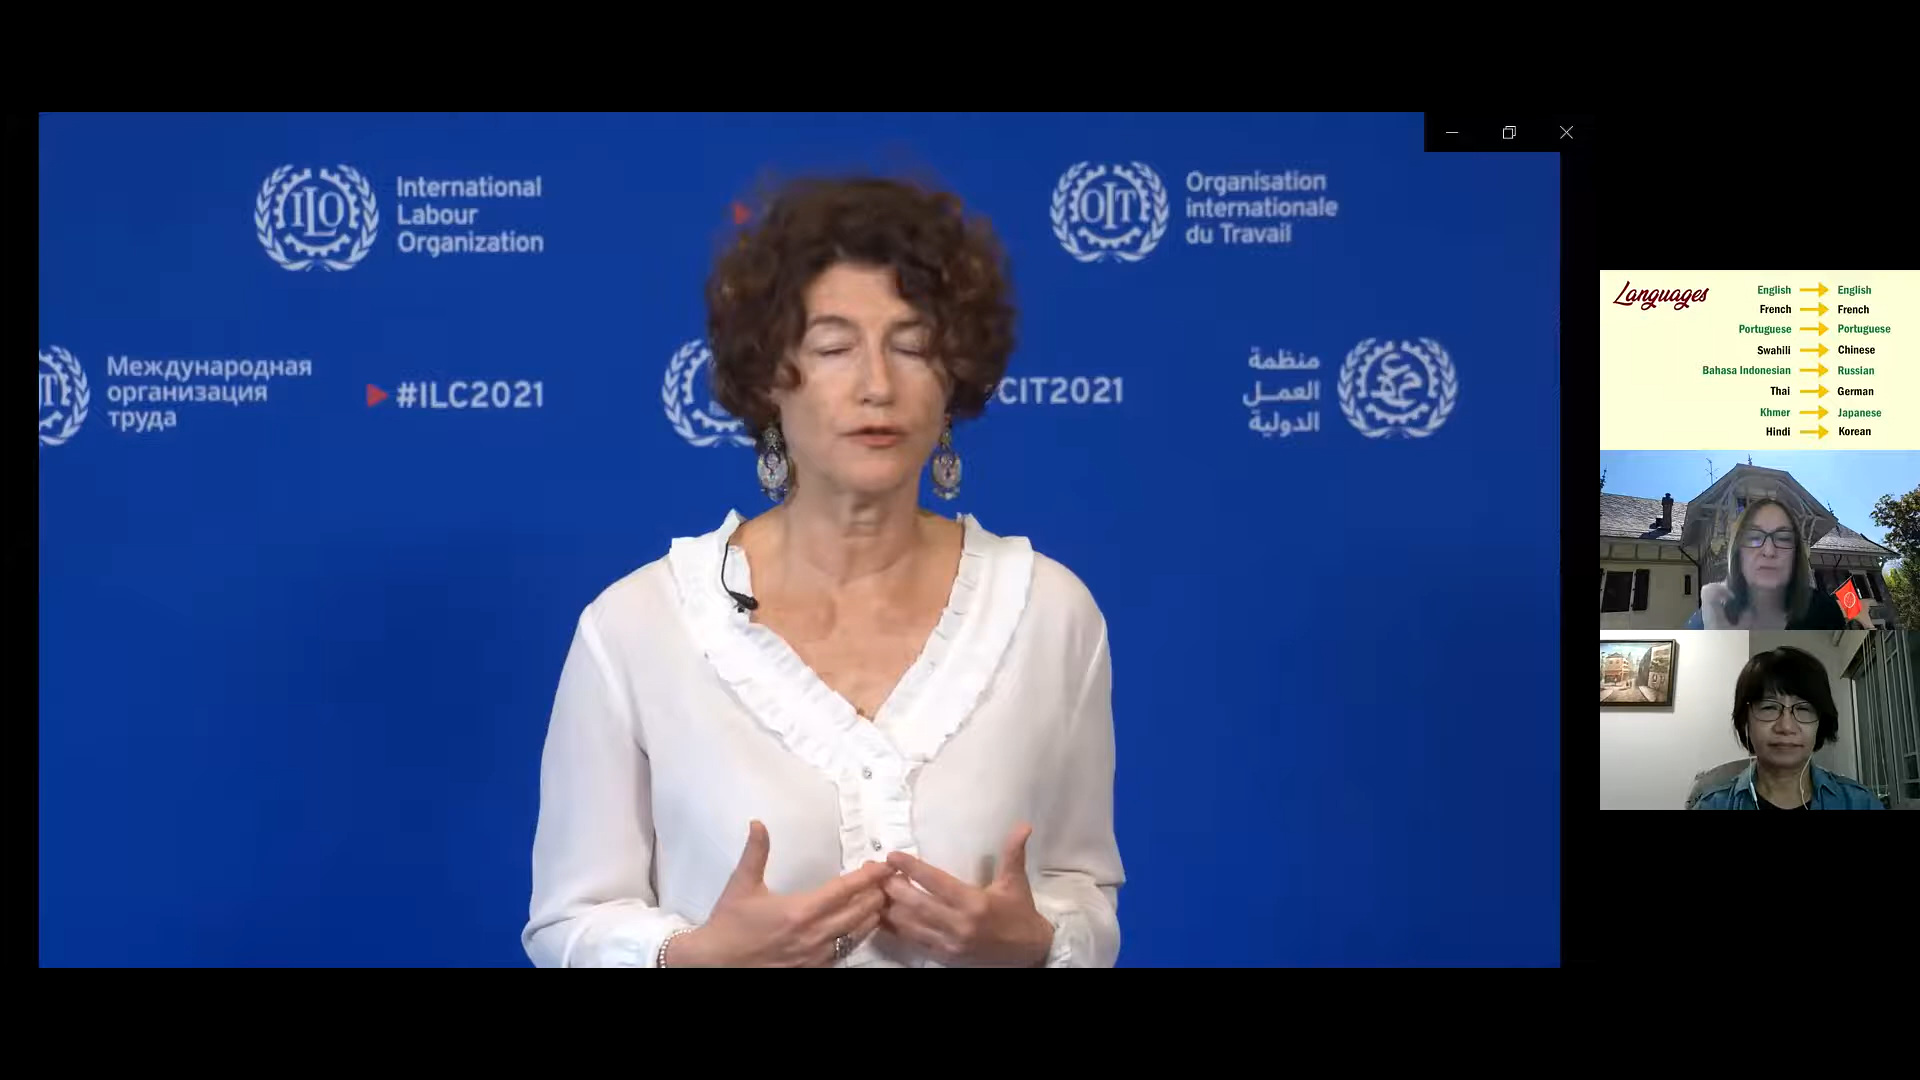 ILO
International
Labour
Organization
OIT
Organisation
internationale
du Travail
Международная
организация
труда
#ILC2021
CIT2021
منظمة
العمل
الدولية
Languages
English English
French French
Portuguese Portuguese
Swahili Chinese
Bahasa Indonesian Russian
Thai German
Khmer Japanese
Hindi Korean